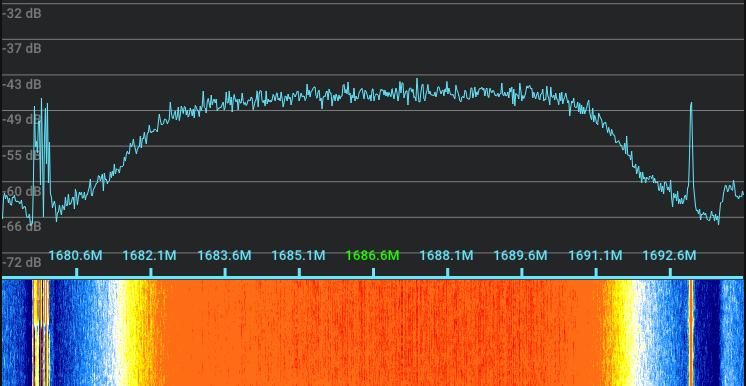 -32 dB
-37 dB
-43 dB
-49 dB
-55 dB
-60 dB
-66 dB
1680.6M 1682.1M 1683.6M 1685.1M 1686.6M 1688.1M 1689.6M 1691.1M 1692.6M
-72 dB